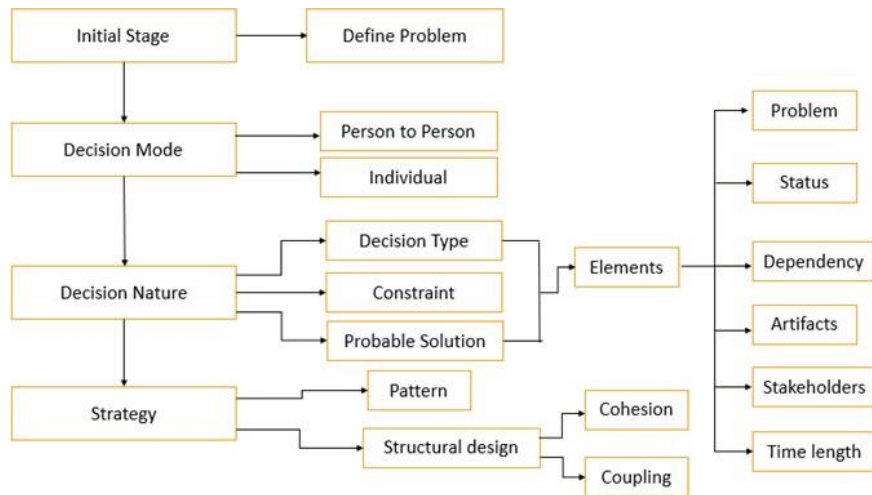 Initial Stage
Define Problem
Decision Mode
Person to Person
Individual
Decision Nature
Decision Type
Constraint
Probable Solution
Elements
Problem
Status
Dependency
Artifacts
Stakeholders
Time length
Strategy
Pattern
Structural design
Cohesion
Coupling